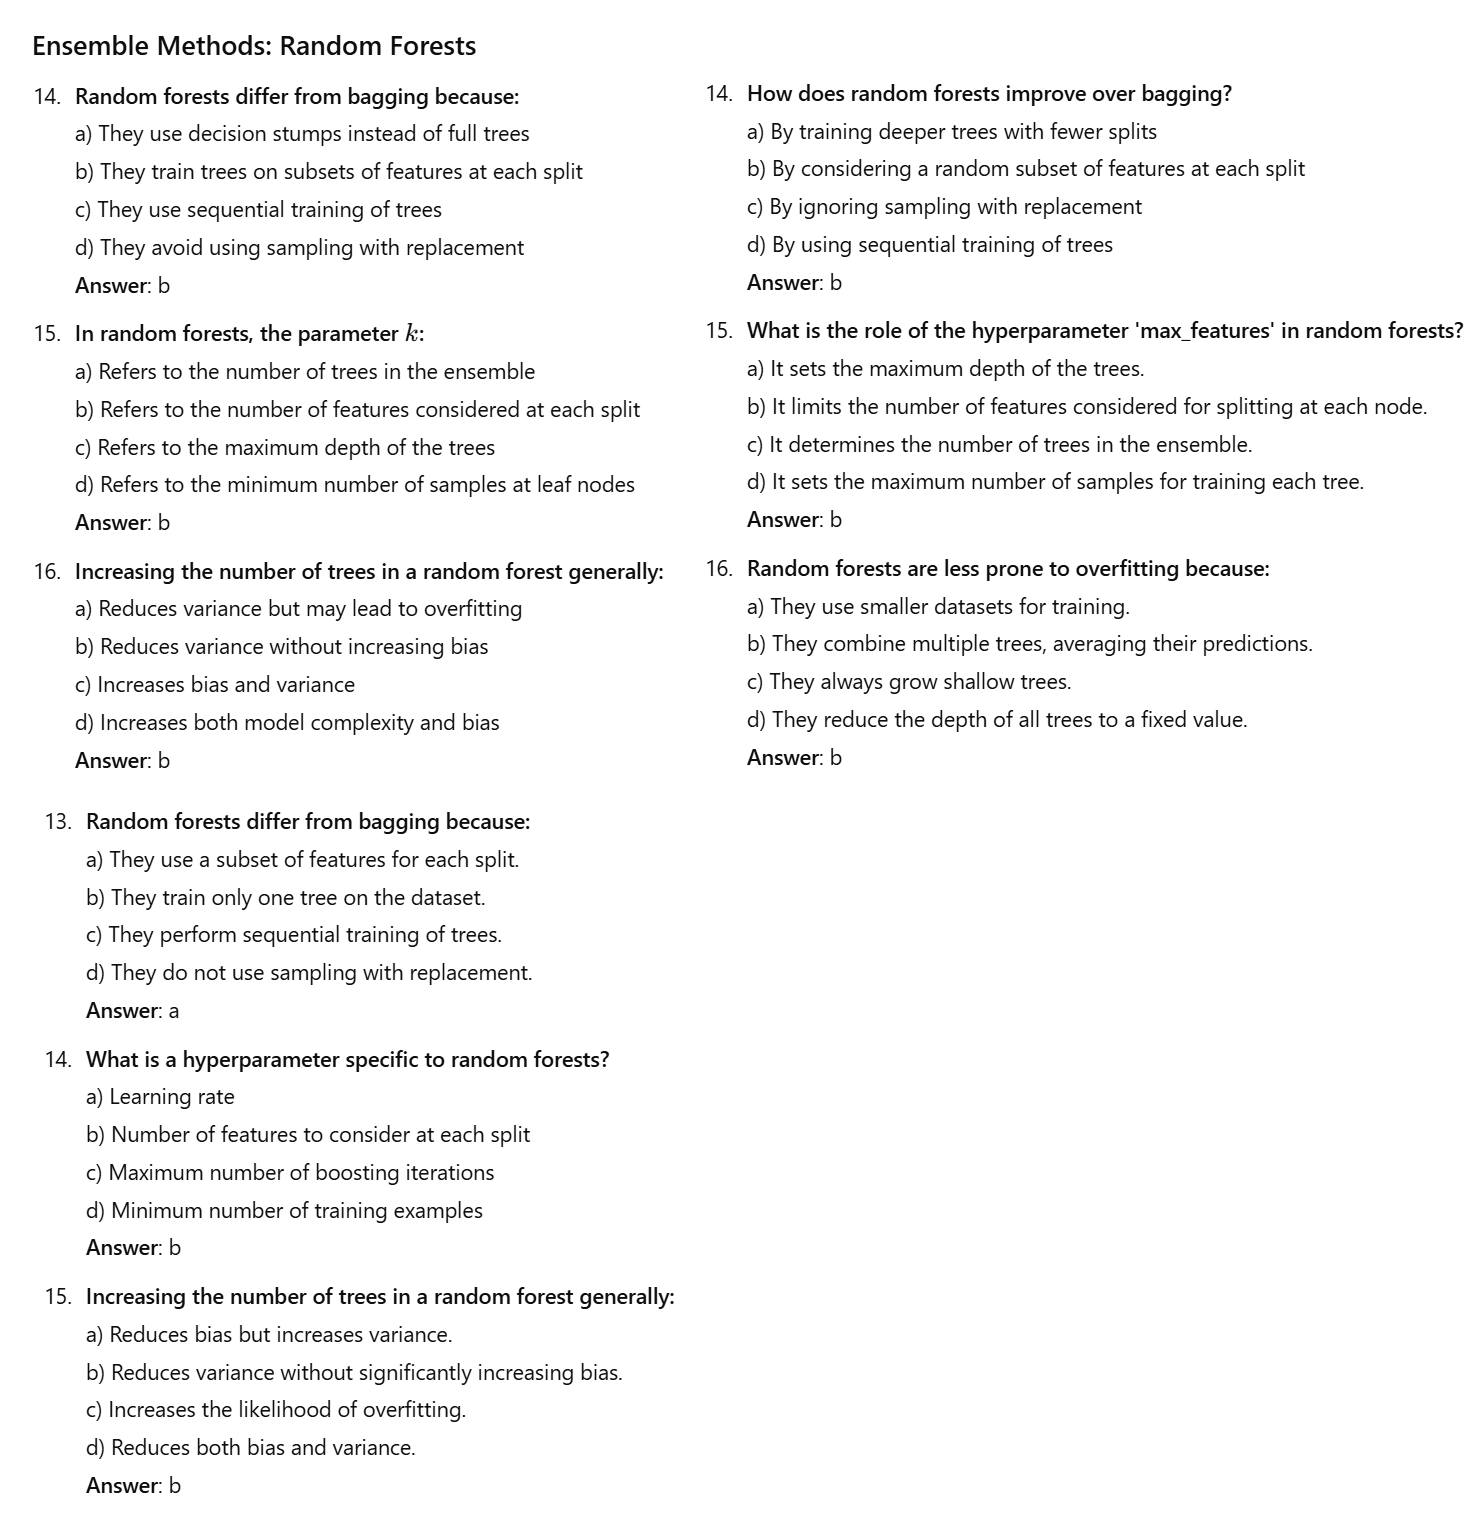 Ensemble Methods: Random Forests
14. Random forests differ from bagging because:
a) They use decision stumps instead of full trees
b) They train trees on subsets of features at each split
c) They use sequential training of trees
d) They avoid using sampling with replacement
Answer: b
15. In random forests, the parameter k:
a) Refers to the number of trees in the ensemble
b) Refers to the number of features considered at each split
c) Refers to the maximum depth of the trees
d) Refers to the minimum number of samples at leaf nodes
Answer: b
16. Increasing the number of trees in a random forest generally:
a) Reduces variance but may lead to overfitting
b) Reduces variance without increasing bias
c) Increases bias and variance
d) Increases both model complexity and bias
Answer: b
14. How does random forests improve over bagging?
a) By training deeper trees with fewer splits
b) By considering a random subset of features at each split
c) By ignoring sampling with replacement
d) By using sequential training of trees
Answer: b
15. What is the role of the hyperparameter 'max_features' in random forests?
a) It sets the maximum depth of the trees.
b) It limits the number of features considered for splitting at each node.
c) It determines the number of trees in the ensemble.
d) It sets the maximum number of samples for training each tree.
Answer: b
16. Random forests are less prone to overfitting because:
a) They use smaller datasets for training.
b) They combine multiple trees, averaging their predictions.
c) They always grow shallow trees.
d) They reduce the depth of all trees to a fixed value.
Answer: b
13. Random forests differ from bagging because:
a) They use a subset of features for each split.
b) They train only one tree on the dataset.
c) They perform sequential training of trees.
d) They do not use sampling with replacement.
Answer: a
14. What is a hyperparameter specific to random forests?
a) Learning rate
b) Number of features to consider at each split
c) Maximum number of boosting iterations
d) Minimum number of training examples
Answer: b
15. Increasing the number of trees in a random forest generally:
a) Reduces bias but increases variance.
b) Reduces variance without significantly increasing bias.
c) Increases the likelihood of overfitting.
d) Reduces both bias and variance.
Answer: b